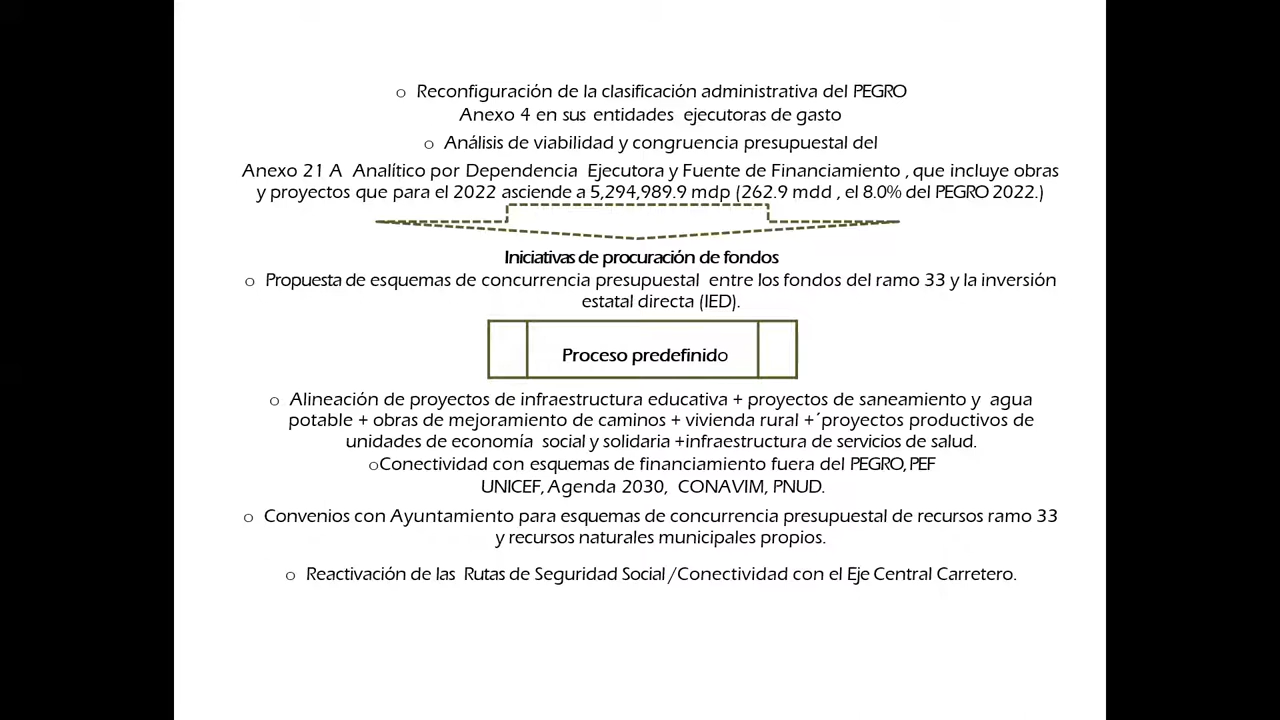 o Reconfiguración de la clasificación administrativa del PEGRO
Anexo 4 en sus entidades ejecutoras de gasto
o Análisis de viabilidad y congruencia presupuestal del
Anexo 21 A Analítico por Dependencia Ejecutora y Fuente de Financiamiento , que incluye obras
y proyectos que para el 2022 asciende a 5,294,989.9 mdp (262.9 mdd , el 8.0% del PEGRO 2022.)
Iniciativas de procuración de fondos
o Propuesta de esquemas de concurrencia presupuestal entre los fondos del ramo 33 y la inversión
estatal directa (IED).
Proceso predefinido
o Alineación de proyectos de infraestructura educativa + proyectos de saneamiento y agua
potable + obras de mejoramiento de caminos + vivienda rural +´proyectos productivos de
unidades de economía social y solidaria +infraestructura de servicios de salud.
oConectividad con esquemas de financiamiento fuera del PEGRO, PEF
UNICEF, Agenda 2030, CONAVIM, PNUD.
o Convenios con Ayuntamiento para esquemas de concurrencia presupuestal de recursos ramo 33
y recursos naturales municipales propios.
o Reactivación de las Rutas de Seguridad Social /Conectividad con el Eje Central Carretero.